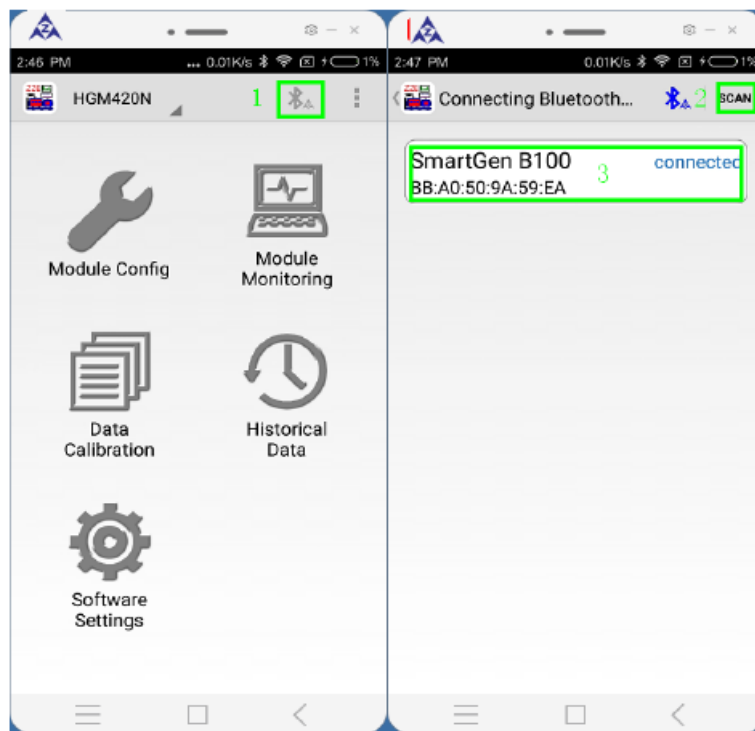 2:46 PM
... 0.01K/s
1%
HGM420N
1
Module Config
Module
Monitoring
Data
Calibration
Historical
Data
Software
Settings
2:47 PM
0.01K/s
1%
Connecting Bluetooth...
2
SCAN
SmartGen B100
3
connected
BB:A0:50:9A:59:EA